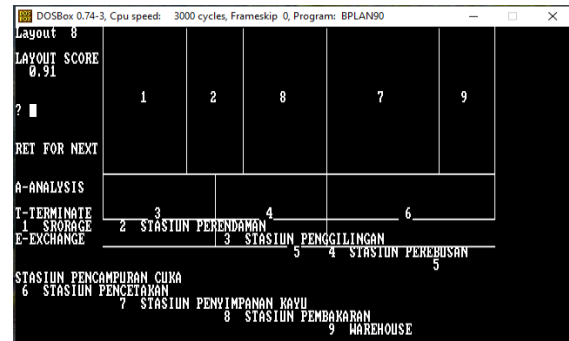 DOSBox 0.74-3, Cpu speed: 3000 cycles, Frameskip 0, Program: BPLAN90
Layout 8
LAYOUT SCORE
0.91
1 2 8 7 9
?
RET FOR NEXT
A-ANALYSIS
T-TERMINATE 3 4 6
1 SRORAGE 2 STASIUN PERENDAMAN
E-EXCHANGE 3 STASIUN PENGGILINGAN
5 4 STASIUN PEREBUSAN
5
STASIUN PENCAMPURAN CUKA
6 STASIUN PENCETAKAN
7 STASIUN PENYIMPANAN KAYU
8 STASIUN PEMBAKARAN
9 WAREHOUSE